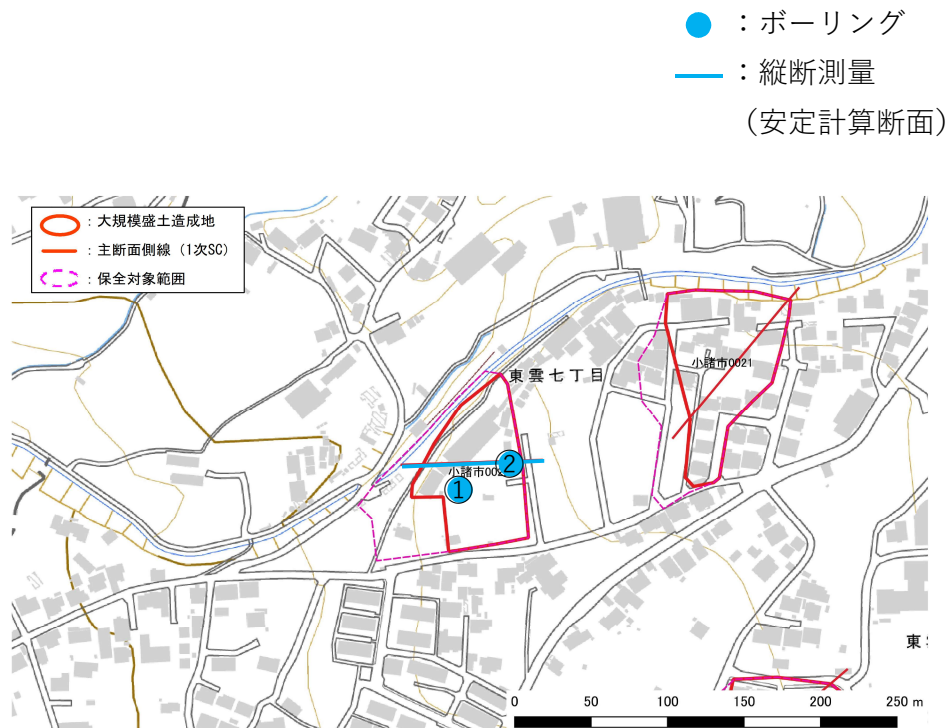 ：ボーリング
：縦断測量
（安定計算断面）
：大規模盛土造成地
：主断面側線（1次SC）
：保全対象範囲
小諸市0021
東雲七丁目
小諸市002
②
①
東
0 50 100 150 200 250 m